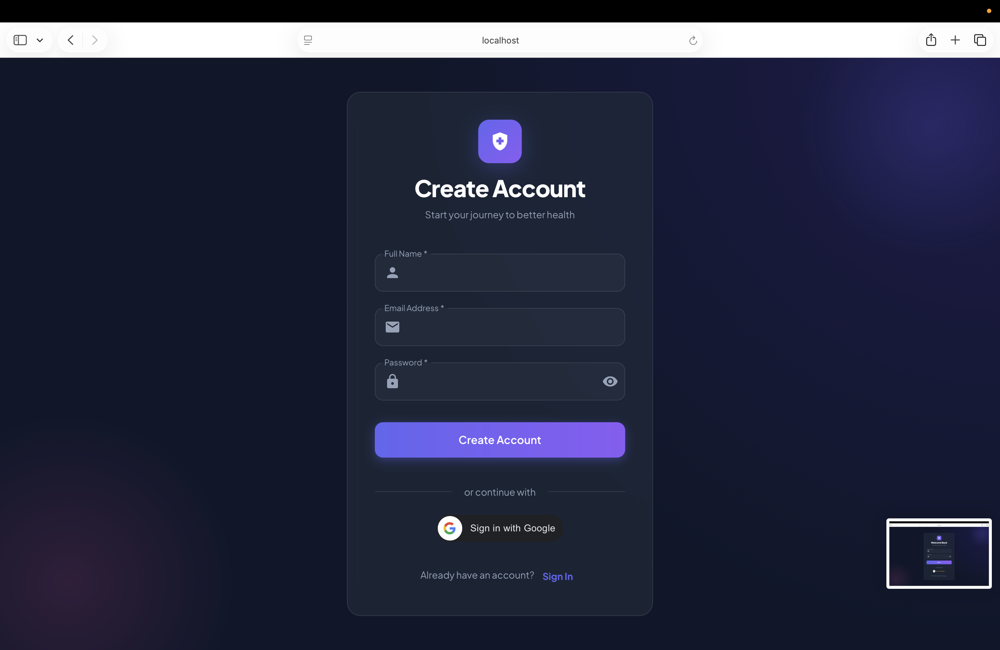 localhost
Create Account
Start your journey to better health
Full Name *
Email Address *
Password *
Create Account
or continue with
Sign in with Google
Already have an account? Sign In
Welcome Back